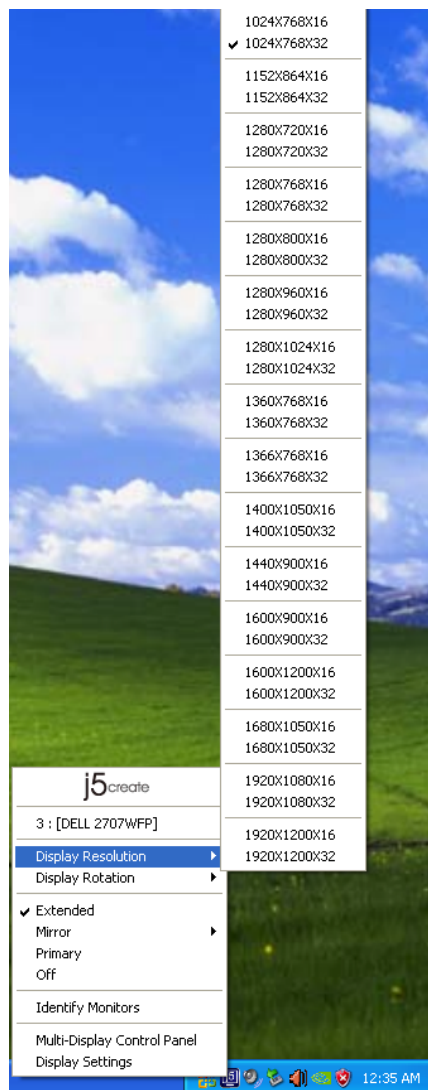 1024X768X16
1024X768X32
1152X864X16
1152X864X32
1280X720X16
1280X720X32
1280X768X16
1280X768X32
1280X800X16
1280X800X32
1280X960X16
1280X960X32
1280X1024X16
1280X1024X32
1360X768X16
1360X768X32
1366X768X16
1366X768X32
1400X1050X16
1400X1050X32
1440X900X16
1440X900X32
1600X900X16
1600X900X32
1600X1200X16
1600X1200X32
1680X1050X16
1680X1050X32
1920X1080X16
1920X1080X32
1920X1200X16
1920X1200X32
j5create
3 : [DELL 2707WFP]
Display Resolution
Display Rotation
Extended
Mirror
Primary
Off
Identify Monitors
Multi-Display Control Panel
Display Settings
j5
12:35 AM